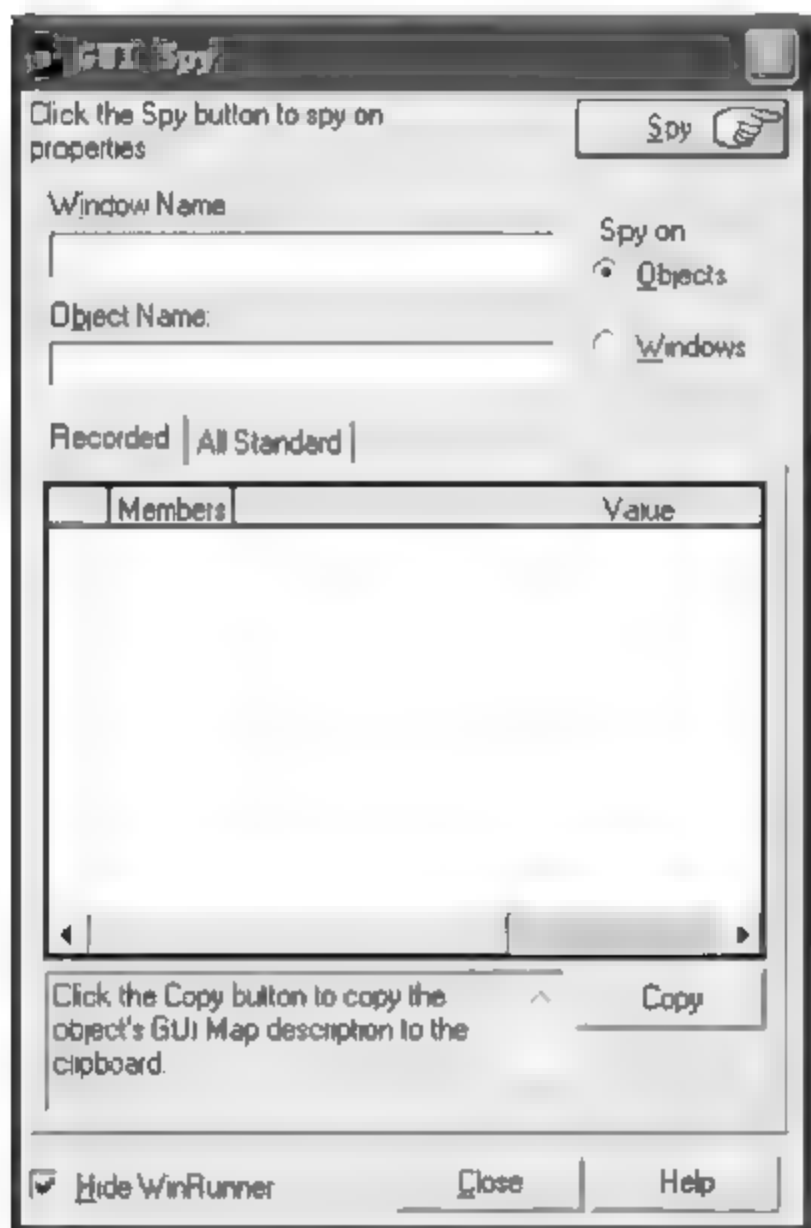 GUI Spy
Click the Spy button to spy on
properties
Spy
Window Name
Spy on
Objects
Object Name:
Windows
Recorded
All Standard
Members
Value
Click the Copy button to copy the
object's GUI Map description to the
clipboard.
Copy
Hide WinRunner
Close
Help